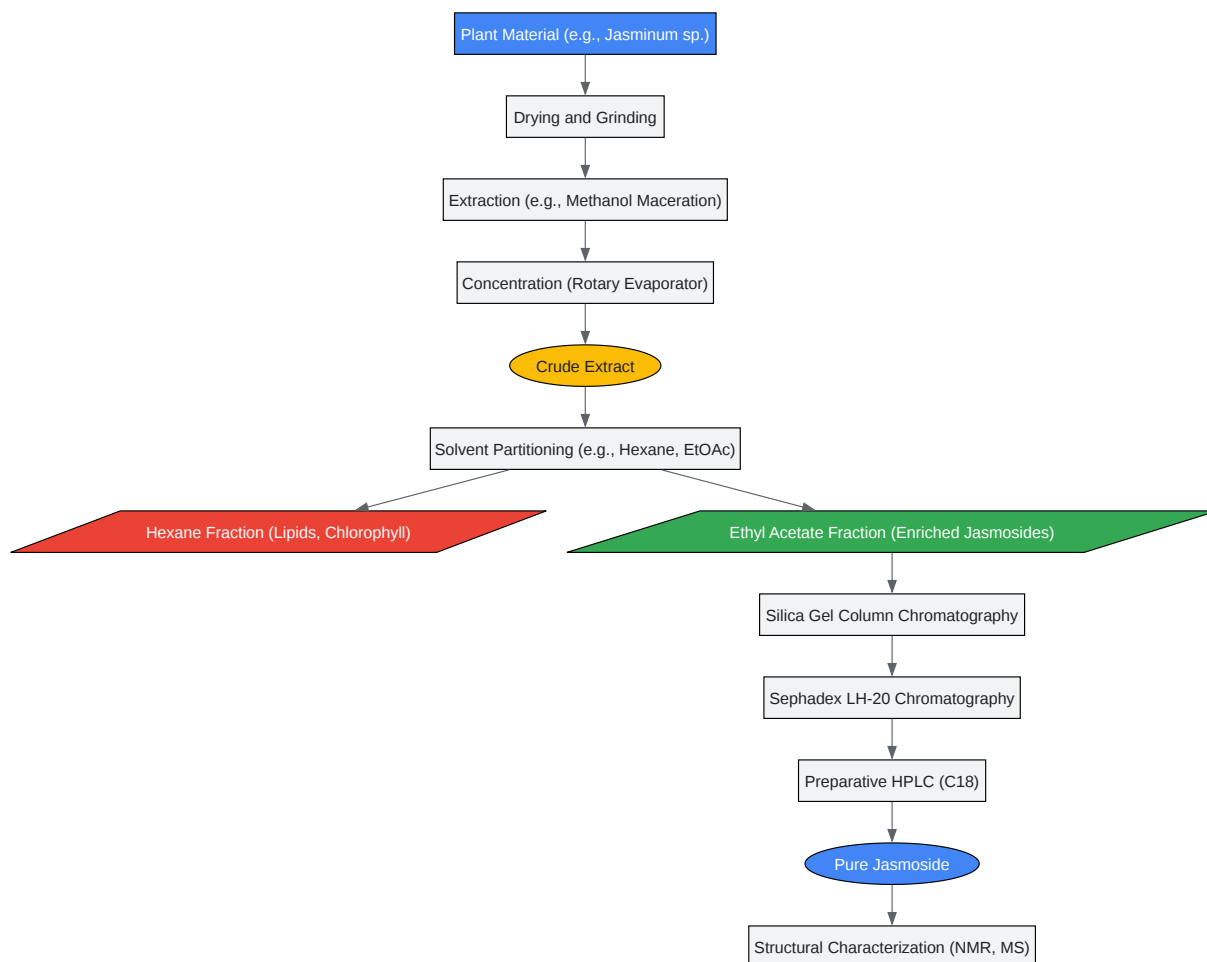 Plant Material (e.g., Jasminum sp.)
Drying and Grinding
Extraction (e.g., Methanol Maceration)
Concentration (Rotary Evaporator)
Crude Extract
Solvent Partitioning (e.g., Hexane, EtOAc)
Hexane Fraction (Lipids, Chlorophyll)
Ethyl Acetate Fraction (Enriched Jasmosides)
Silica Gel Column Chromatography
Sephadex LH-20 Chromatography
Preparative HPLC (C18)
Pure Jasmoside
Structural Characterization (NMR, MS)